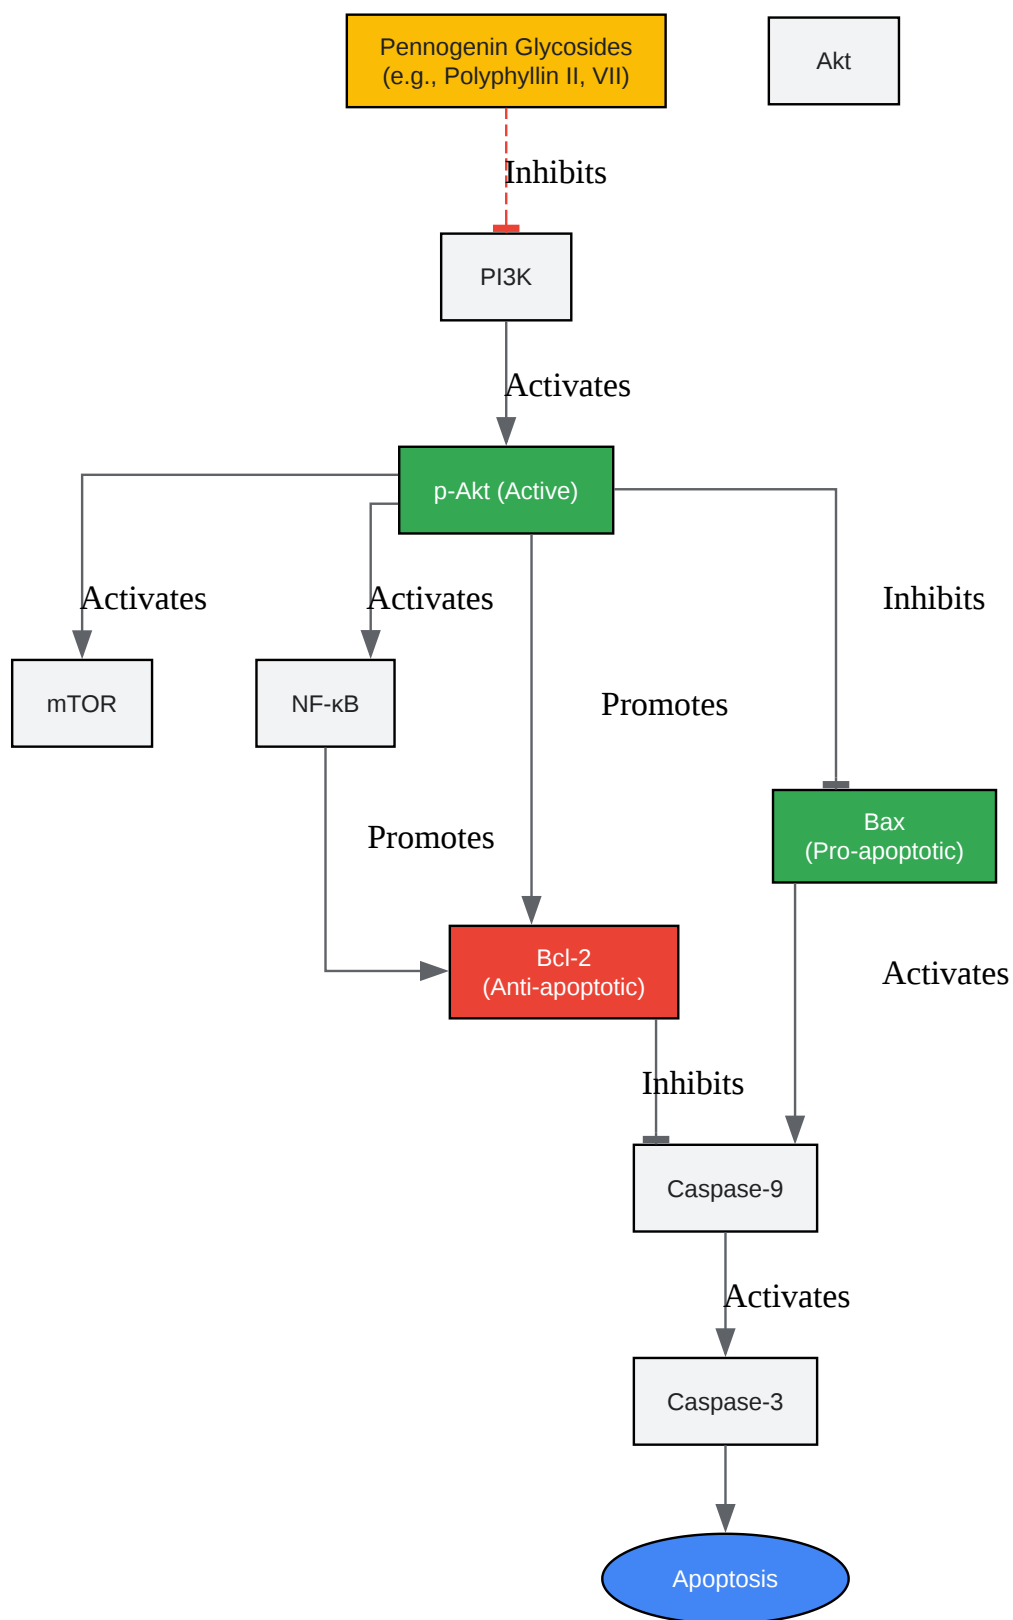 Pennogenin Glycosides
(e.g., Polyphyllin II, VII)
Akt
Inhibits
PI3K
Activates
p-Akt (Active)
Activates
Activates
Inhibits
mTOR
NF-κB
Promotes
Promotes
Bax
(Pro-apoptotic)
Bcl-2
(Anti-apoptotic)
Activates
Inhibits
Caspase-9
Activates
Caspase-3
Apoptosis